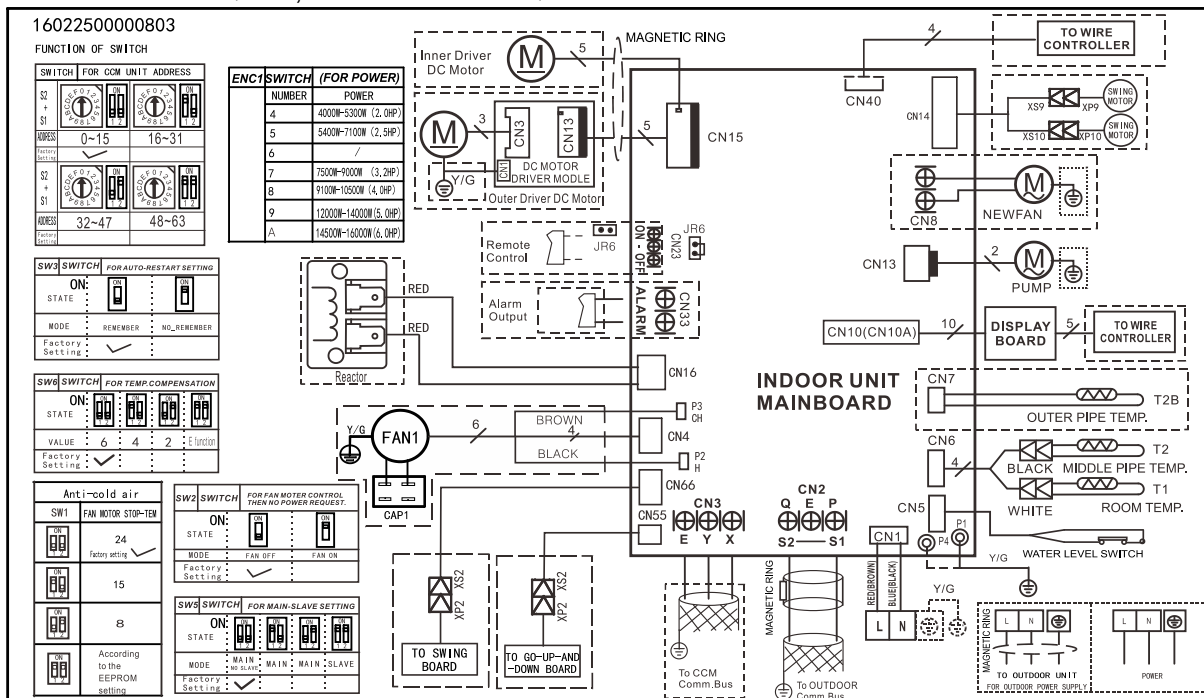 16022500000803
FUNCTION OF SWITCH
SWITCH FOR CCM UNIT ADDRESS
S2 + S1
ADDRESS 0~15 16~31
Factory Setting
S2 + S1
ADDRESS 32~47 48~63
Factory Setting
ENC1 SWITCH (FOR POWER)
NUMBER POWER
4 4000W-5300W (2.0HP)
5 5400W-7100W (2,5HP)
6 /
7 7500W-9000W (3,2HP)
8 9100W-10500W (4,0HP)
9 12000W-14000W(5.0HP)
A 14500W-16000W(6.0HP)
SW3 SWITCH FOR AUTO-RESTART SETTING
ON
STATE
MODE REMEMBER NO_REMEMBER
Factory Setting
SW6 SWITCH FOR TEMP.COMPENSATION
ON
STATE
VALUE 6 4 2 E function
Factory Setting
Anti-cold air
SW1 FAN MOTOR STOP-TEM
24
Factory setting
15
8
According
to the
EEPROM
setting
SW2 SWITCH FOR FAN MOTER CONTROL
THEN NO POWER REQUEST.
ON
STATE
MODE FAN OFF FAN ON
Factory Setting
SW5 SWITCH FOR MAIN-SLAVE SETTING
ON
STATE
MODE MAIN NO SLAVE MAIN MAIN SLAVE
Factory Setting
Inner Driver
DC Motor
M
5
MAGNETIC RING
M
3
CN3
CN13
CN1
Y/G
DC MOTOR
DRIVER MODLE
Outer Driver DC Motor
5
CN15
Remote
Control
JR6
ON - OFF
CN23
JR6
Alarm
Output
ALARM
CN33
Reactor
RED
RED
CN16
Y/G
FAN1
6
BROWN
4
BLACK
P3
CH
CN4
P2
H
CAP1
CN66
CN55
XP2 XS2
TO SWING
BOARD
XP2 XS2
TO GO-UP-AND
-DOWN BOARD
CN3
E Y X
To CCM
Comm.Bus
CN2
Q E P
S2 S1
MAGNETIC RING
To OUTDOOR
Comm.Bus
INDOOR UNIT
MAINBOARD
4
TO WIRE
CONTROLLER
CN40
CN14
XS9 XP9
SWING
MOTOR
XS10 XP10
SWING
MOTOR
CN8
M
NEWFAN
CN13
2
M
PUMP
CN10(CN10A)
10
DISPLAY
BOARD
5
TO WIRE
CONTROLLER
CN7
T2B
OUTER PIPE TEMP.
CN6
4
T2
BLACK MIDDLE PIPE TEMP.
T1
WHITE ROOM TEMP.
CN5
WATER LEVEL SWITCH
P4
P1
Y/G
CN1
RED(BROWN)
BLUE(BLACK)
Y/G
L N
MAGNETIC RING
L N
TO OUTDOOR UNIT
FOR OUTDOOR POWER SUPPLY
L N
POWER